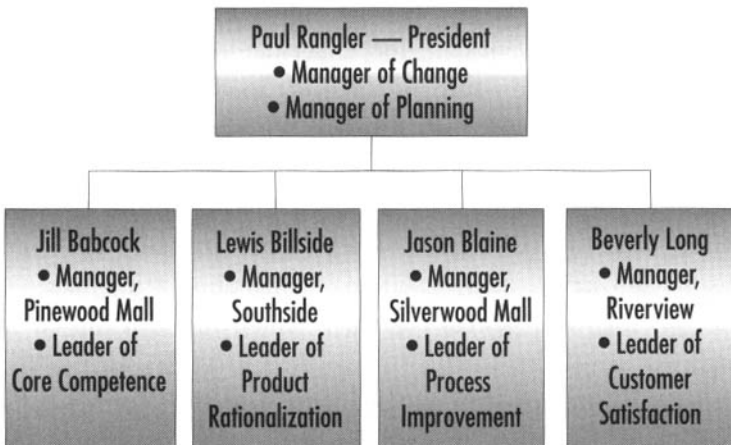 Paul Rangler — President
• Manager of Change
• Manager of Planning
Jill Babcock
• Manager,
Pinewood Mall
• Leader of
Core Competence
Lewis Billside
• Manager,
Southside
• Leader of
Product
Rationalization
Jason Blaine
• Manager,
Silverwood Mall
• Leader of
Process
Improvement
Beverly Long
• Manager,
Riverview
• Leader of
Customer
Satisfaction